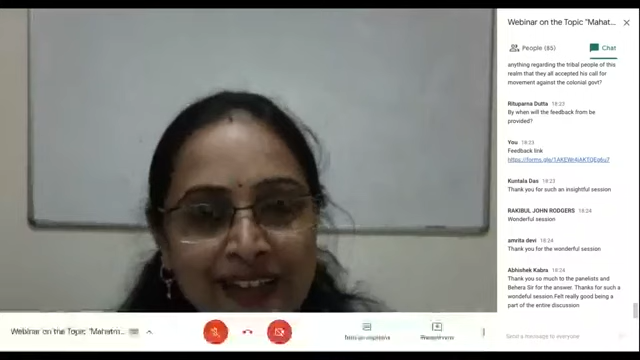 Webinar on the Topic "Mahat...
People (85)
Chat
anything regarding the tribal people of this
realm that they all accepted his call for
movement against the colonial govt?
Rituparna Dutta 18:23
By when will the feedback from be
provided?
You 18:23
Feedback link
Kuntala Das 18:23
Thank you for such an insightful session
RAKIBUL JOHN RODGERS 18:24
Wonderful session
amrita devi 18:24
Thank you for the wonderful session
Abhishek Kabra 18:24
Thank you so much to the panelists and
Behera Sir for the answer. Thanks for such a
wondeful session.Felt really good being a
part of the entire discussion
Send a message to everyone
Webinar on the Topic "Mahatm...